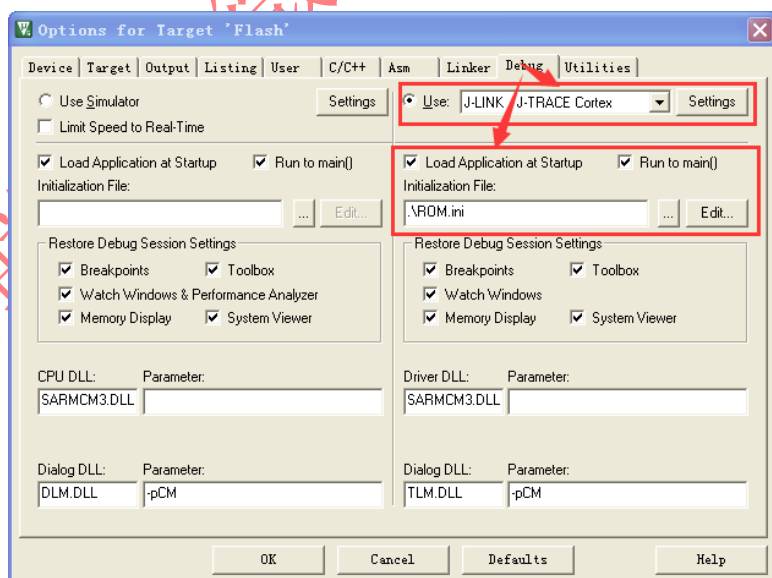 Options for Target 'Flash'
Device Target Output Listing User C/C++ Asm Linker Debug Utilities
Use Simulator Settings
Limit Speed to Real-Time
Use: J-LINK / J-TRACE Cortex Settings
Load Application at Startup Run to main()
Initialization File:
... Edit...
Load Application at Startup Run to main()
Initialization File:
.\ROM.ini ... Edit...
Restore Debug Session Settings
Breakpoints Toolbox
Watch Windows & Performance Analyzer
Memory Display System Viewer
Restore Debug Session Settings
Breakpoints Toolbox
Watch Windows
Memory Display System Viewer
CPU DLL: Parameter:
SARMCM3.DLL
Driver DLL: Parameter:
SARMCM3.DLL
Dialog DLL: Parameter:
DLM.DLL -pCM
Dialog DLL: Parameter:
TLM.DLL -pCM
OK Cancel Defaults Help